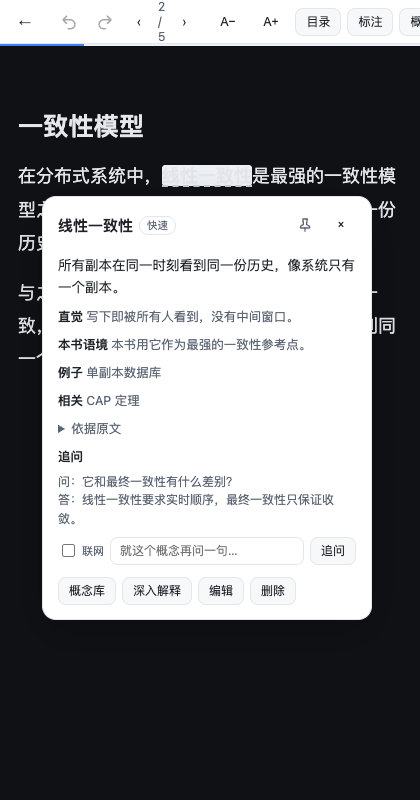 ← ‹ 2 / 5 › A− A+ 目录 标注
一致性模型
在分布式系统中，线性一致性是最强的一致性模
型 一份
历史
线性一致性 快速 ×
所有副本在同一时刻看到同一份历史，像系统只有
一个副本。
直觉 写下即被所有人看到，没有中间窗口。
本书语境 本书用它作为最强的一致性参考点。
例子 单副本数据库
相关 CAP 定理
▶ 依据原文
追问
问：它和最终一致性有什么差别?
答：线性一致性要求实时顺序，最终一致性只保证收
敛。
联网 就这个概念再问一句... 追问
概念库 深入解释 编辑 删除
与
致， 同
一个